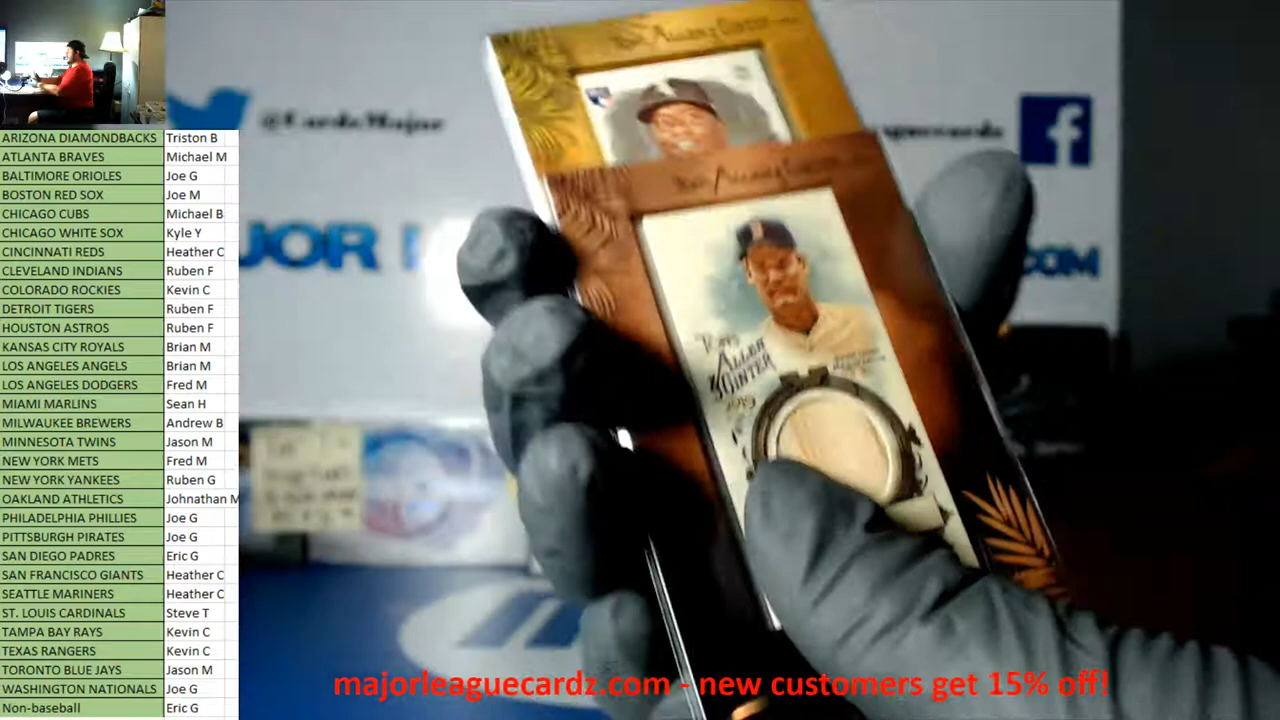 ARIZONA DIAMONDBACKS Triston B
ATLANTA BRAVES Michael M
BALTIMORE ORIOLES Joe G
BOSTON RED SOX Joe M
CHICAGO CUBS Michael B
CHICAGO WHITE SOX Kyle Y
CINCINNATI REDS Heather C
CLEVELAND INDIANS Ruben F
COLORADO ROCKIES Kevin C
DETROIT TIGERS Ruben F
HOUSTON ASTROS Ruben F
KANSAS CITY ROYALS Brian M
LOS ANGELES ANGELS Brian M
LOS ANGELES DODGERS Fred M
MIAMI MARLINS Sean H
MILWAUKEE BREWERS Andrew B
MINNESOTA TWINS Jason M
NEW YORK METS Fred M
NEW YORK YANKEES Ruben G
OAKLAND ATHLETICS Johnathan M
PHILADELPHIA PHILLIES Joe G
PITTSBURGH PIRATES Joe G
SAN DIEGO PADRES Eric G
SAN FRANCISCO GIANTS Heather C
SEATTLE MARINERS Heather C
ST. LOUIS CARDINALS Steve T
TAMPA BAY RAYS Kevin C
TEXAS RANGERS Kevin C
TORONTO BLUE JAYS Jason M
WASHINGTON NATIONALS Joe G
Non-baseball Eric G
@CardzMajor
f
JOR
COM
Topps
ALLEN
& GINTER
2019
majorleaguecardz.com - new customers get 15% off!